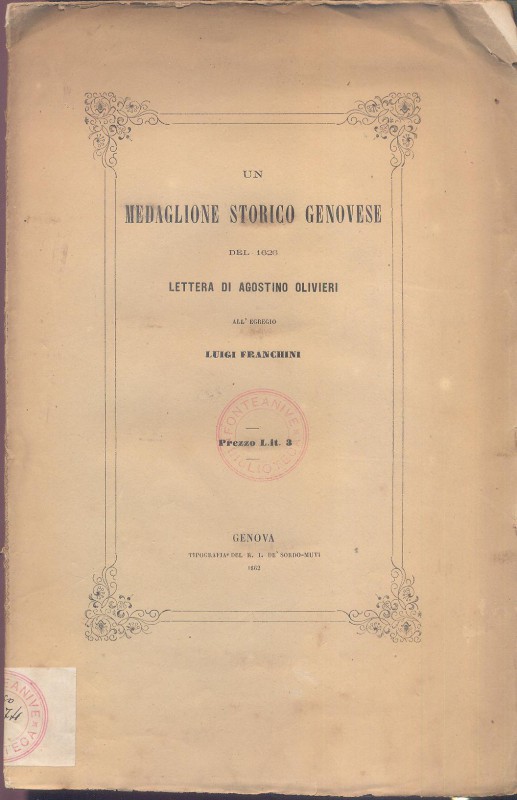 UN
MEDAGLIONE STORICO GENOVESE
DEL 1626
LETTERA DI AGOSTINO OLIVIERI
ALL' EGREGIO
LUIGI FRANCHINI
FONTEANIVE
Prezzo L.it. 3
GENOVA
TIPOGRAFIA DEL R. I. DE' SORDO-MUTI
1862